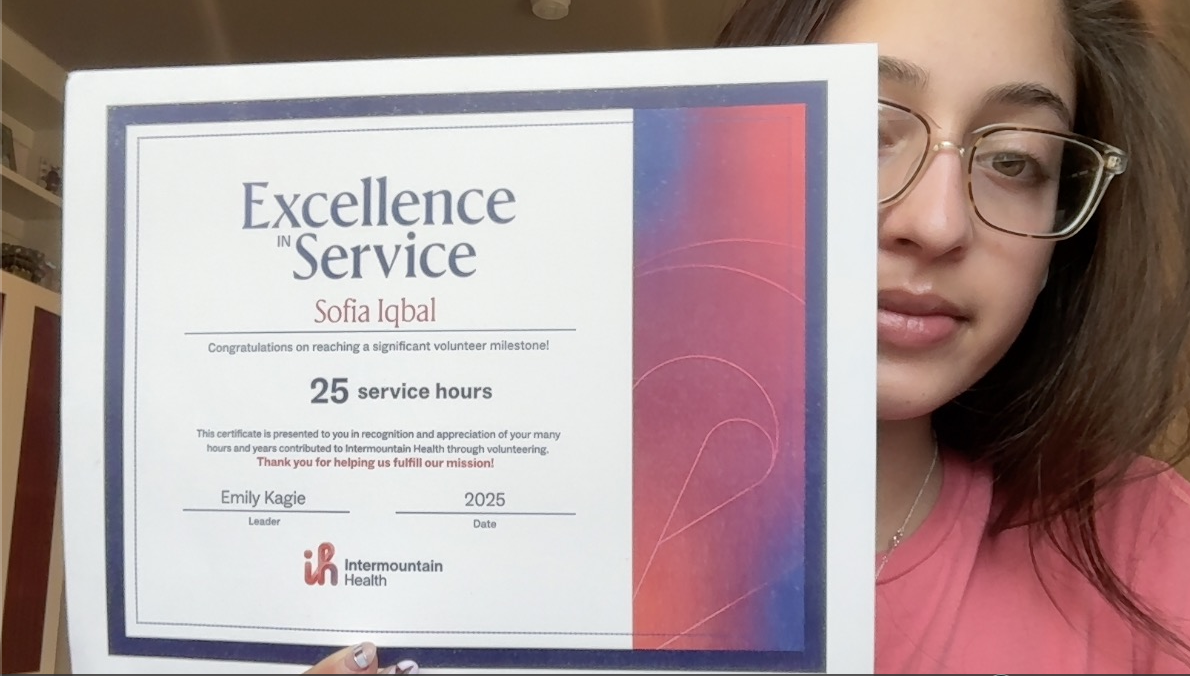 Excellence
IN Service
Sofia Iqbal
Congratulations on reaching a significant volunteer milestone!
25 service hours
This certificate is presented to you in recognition and appreciation of your many
hours and years contributed to Intermountain Health through volunteering.
Thank you for helping us fulfill our mission!
Emily Kagie 2025
Leader Date
ih Intermountain
Health